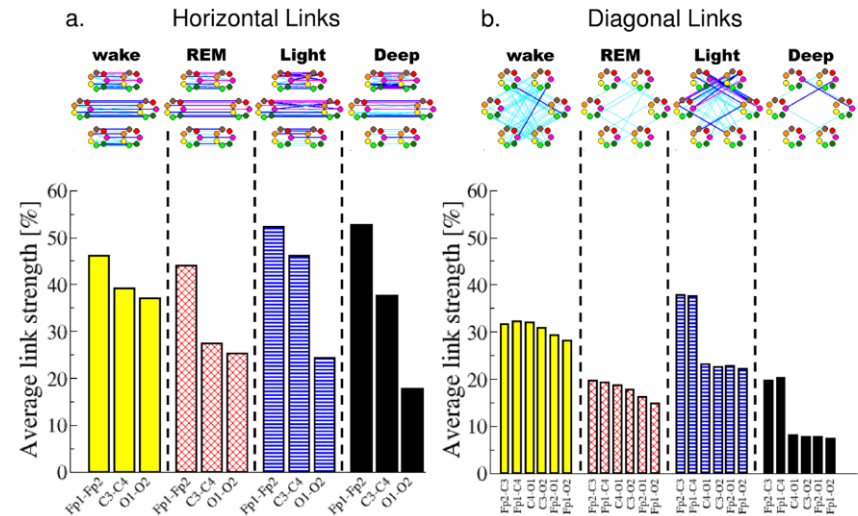 a. Horizontal Links
wake REM Light Deep
Average link strength [%]
60
50
40
30
20
10
0
Fp1-Fp2 C3-C4 O1-O2 Fp1-Fp2 C3-C4 O1-O2 Fp1-Fp2 C3-C4 O1-O2 Fp1-Fp2 C3-C4 O1-O2
b. Diagonal Links
wake REM Light Deep
Average link strength [%]
60
50
40
30
20
10
0
Fp2-C3 Fp1-C4 C4-O1 C3-O2 Fp2-O1 Fp1-O2 Fp2-C3 Fp1-C4 C4-O1 C3-O2 Fp2-O1 Fp1-O2 Fp2-C3 Fp1-C4 C4-O1 C3-O2 Fp2-O1 Fp1-O2 Fp2-C3 Fp1-C4 C4-O1 C3-O2 Fp2-O1 Fp1-O2